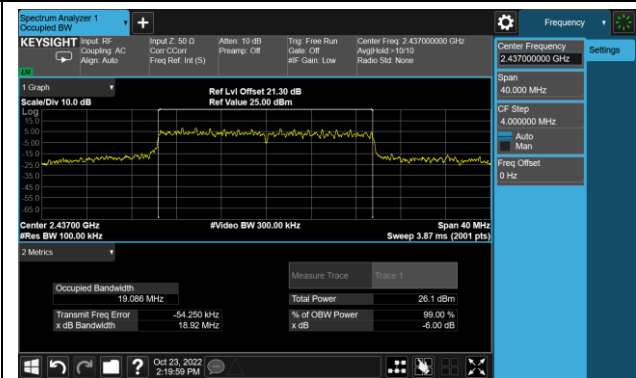 Spectrum Analyzer 1
Occupied BW
Frequency
KEYSIGHT
Input: RF
Coupling: AC
Align: Auto
Input Z: 50 Ω
Corr CCorr
Freq Ref: Int (S)
Atten: 10 dB
Preamp: Off
Trig: Free Run
Gate: Off
#IF Gain: Low
Center Freq: 2.437000000 GHz
Avg|Hold:>10/10
Radio Std: None
Center Frequency
2.437000000 GHz
Settings
Span
40.000 MHz
CF Step
4.000000 MHz
Auto
Man
Freq Offset
0 Hz
1 Graph
Scale/Div 10.0 dB
Ref Lvl Offset 21.30 dB
Ref Value 25.00 dBm
Log
15.0
5.00
-5.00
-15.0
-25.0
-35.0
-45.0
-55.0
-65.0
Center 2.43700 GHz
#Video BW 300.00 kHz
Span 40 MHz
#Res BW 100.00 kHz
Sweep 3.87 ms (2001 pts)
2 Metrics
Measure Trace
Trace 1
Occupied Bandwidth
19.086 MHz
Total Power
26.1 dBm
Transmit Freq Error
-54.250 kHz
% of OBW Power
99.00 %
x dB Bandwidth
18.92 MHz
x dB
-6.00 dB
Oct 23, 2022
2:19:59 PM